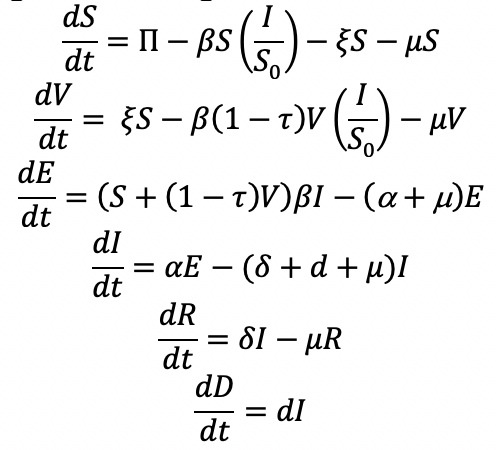 dS/dt = Π − βS(I/S₀) − ξS − μS
dV/dt = ξS − β(1 − τ)V(I/S₀) − μV
dE/dt = (S + (1 − τ)V)βI − (α + μ)E
dI/dt = αE − (δ + d + μ)I
dR/dt = δI − μR
dD/dt = dI